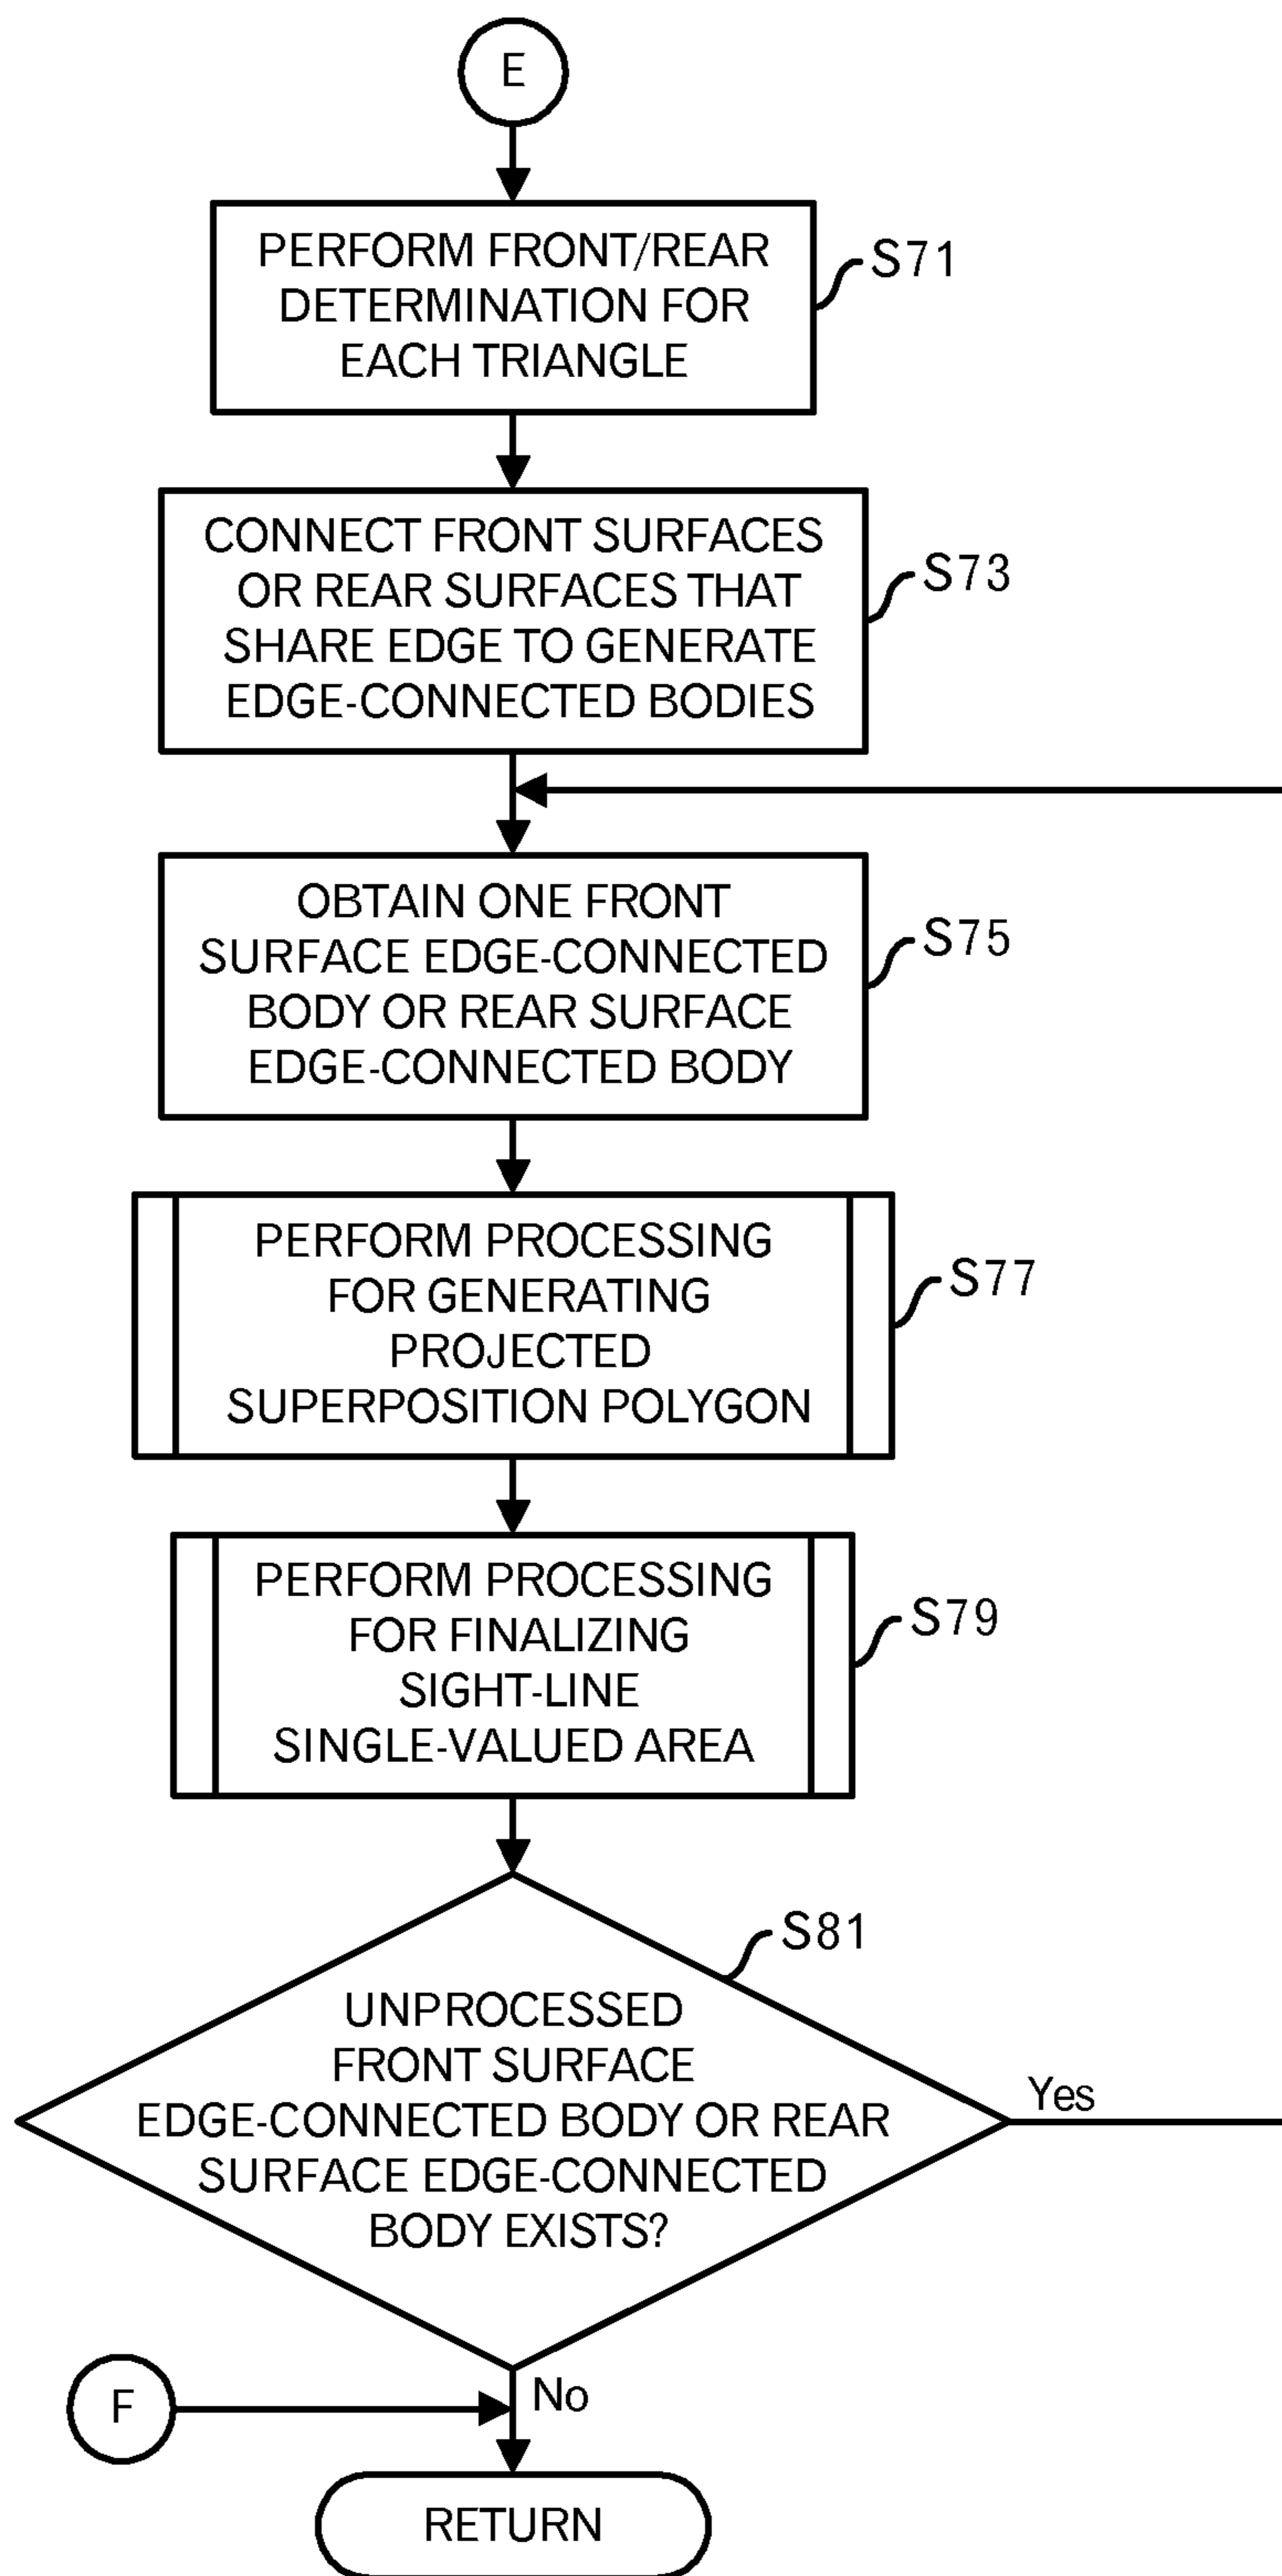 E
PERFORM FRONT/REAR
DETERMINATION FOR
EACH TRIANGLE
S71
CONNECT FRONT SURFACES
OR REAR SURFACES THAT
SHARE EDGE TO GENERATE
EDGE-CONNECTED BODIES
S73
OBTAIN ONE FRONT
SURFACE EDGE-CONNECTED
BODY OR REAR SURFACE
EDGE-CONNECTED BODY
S75
PERFORM PROCESSING
FOR GENERATING
PROJECTED
SUPERPOSITION POLYGON
S77
PERFORM PROCESSING
FOR FINALIZING
SIGHT-LINE
SINGLE-VALUED AREA
S79
S81
UNPROCESSED
FRONT SURFACE
EDGE-CONNECTED BODY OR REAR
SURFACE EDGE-CONNECTED
BODY EXISTS?
Yes
No
F
RETURN